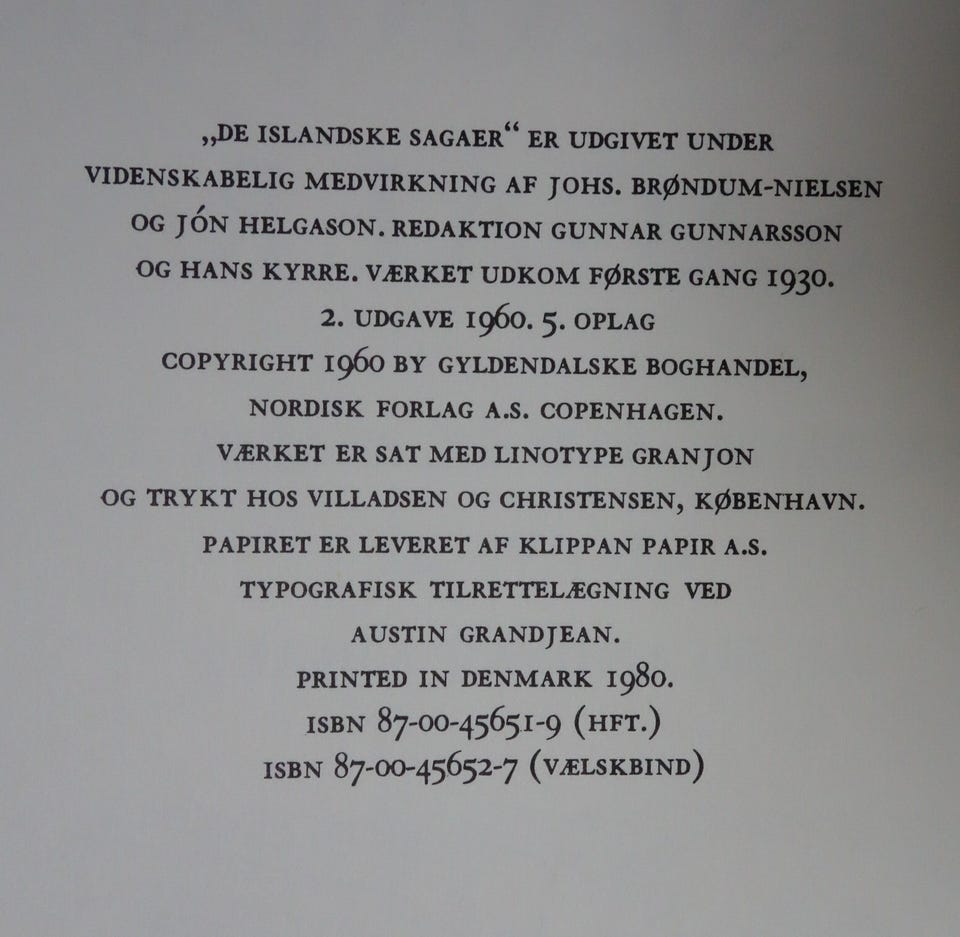 „DE ISLANDSKE SAGAER“ ER UDGIVET UNDER
VIDENSKABELIG MEDVIRKNING AF JOHS. BRØNDUM-NIELSEN
OG JÓN HELGASON. REDAKTION GUNNAR GUNNARSSON
OG HANS KYRRE. VÆRKET UDKOM FØRSTE GANG 1930.
2. UDGAVE 1960. 5. OPLAG
COPYRIGHT 1960 BY GYLDENDALSKE BOGHANDEL,
NORDISK FORLAG A.S. COPENHAGEN.
VÆRKET ER SAT MED LINOTYPE GRANJON
OG TRYKT HOS VILLADSEN OG CHRISTENSEN, KØBENHAVN.
PAPIRET ER LEVERET AF KLIPPAN PAPIR A.S.
TYPOGRAFISK TILRETTELÆGNING VED
AUSTIN GRANDJEAN.
PRINTED IN DENMARK 1980.
ISBN 87-00-45651-9 (HFT.)
ISBN 87-00-45652-7 (VÆLSKBIND)